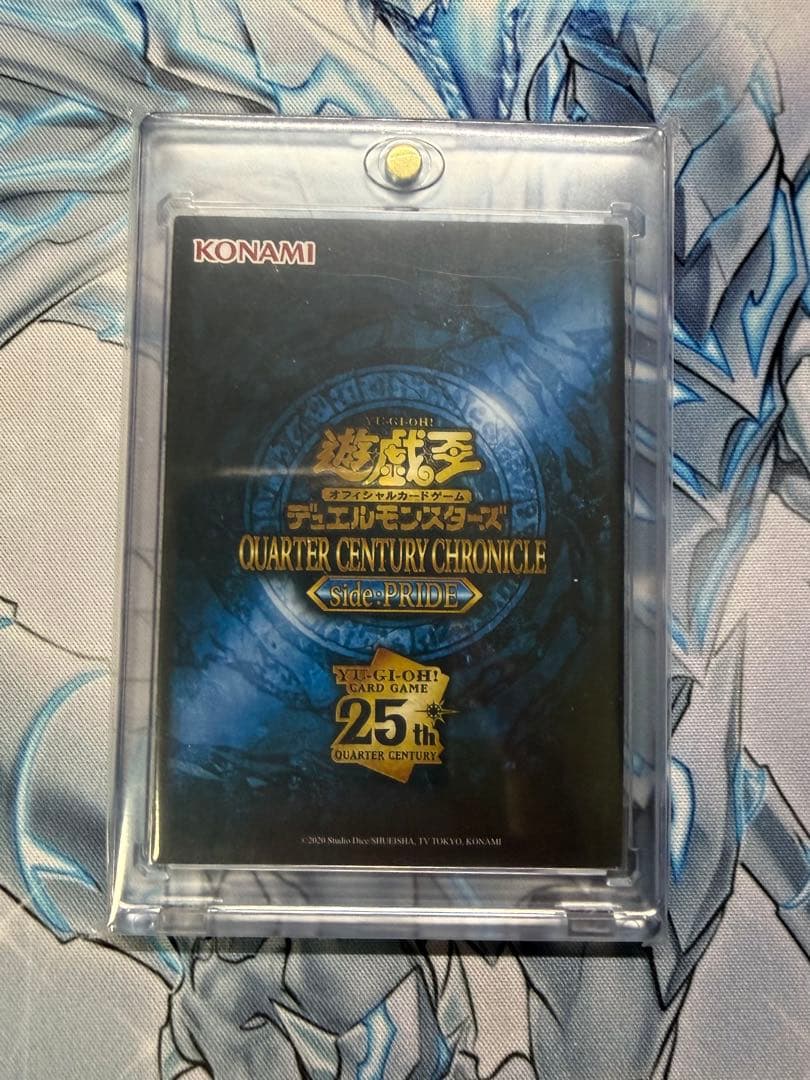 KONAMI
YU-GI-OH!
遊戯王
オフィシャルカードゲーム
デュエルモンスターズ
QUARTER CENTURY CHRONICLE
side:PRIDE
YU-GI-OH!
CARD GAME
25th
QUARTER CENTURY
©2020 Studio Dice/SHUEISHA, TV TOKYO, KONAMI